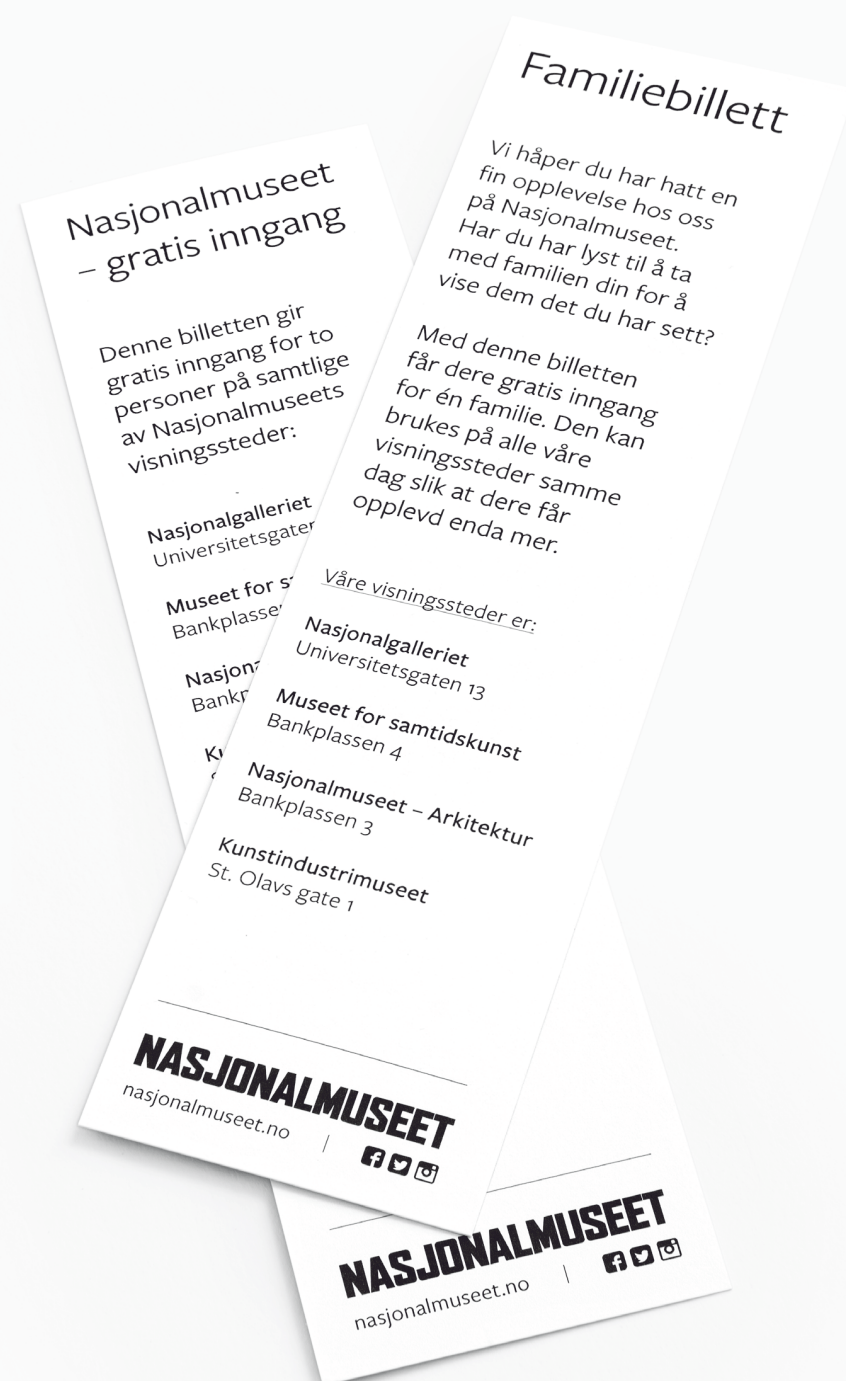 Nasjonalmuseet
– gratis inngang
Denne billetten gir
gratis inngang for to
personer på samtlige
av Nasjonalmuseets
visningssteder:
Nasjonalgalleriet
Museet for
NASJONALMUSEET
nasjonalmuseet.no |
Familiebillett
Vi håper du har hatt en
fin opplevelse hos oss
på Nasjonalmuseet.
Har du har lyst til å ta
med familien din for å
vise dem det du har sett?
Med denne billetten
får dere gratis inngang
for én familie. Den kan
brukes på alle våre
visningssteder samme
dag slik at dere får
opplevd enda mer.
Våre visningssteder er:
Nasjonalgalleriet
Universitetsgaten 13
Museet for samtidskunst
Bankplassen 4
Nasjonalmuseet – Arkitektur
Bankplassen 3
Kunstindustrimuseet
St. Olavs gate 1
NASJONALMUSEET
nasjonalmuseet.no |